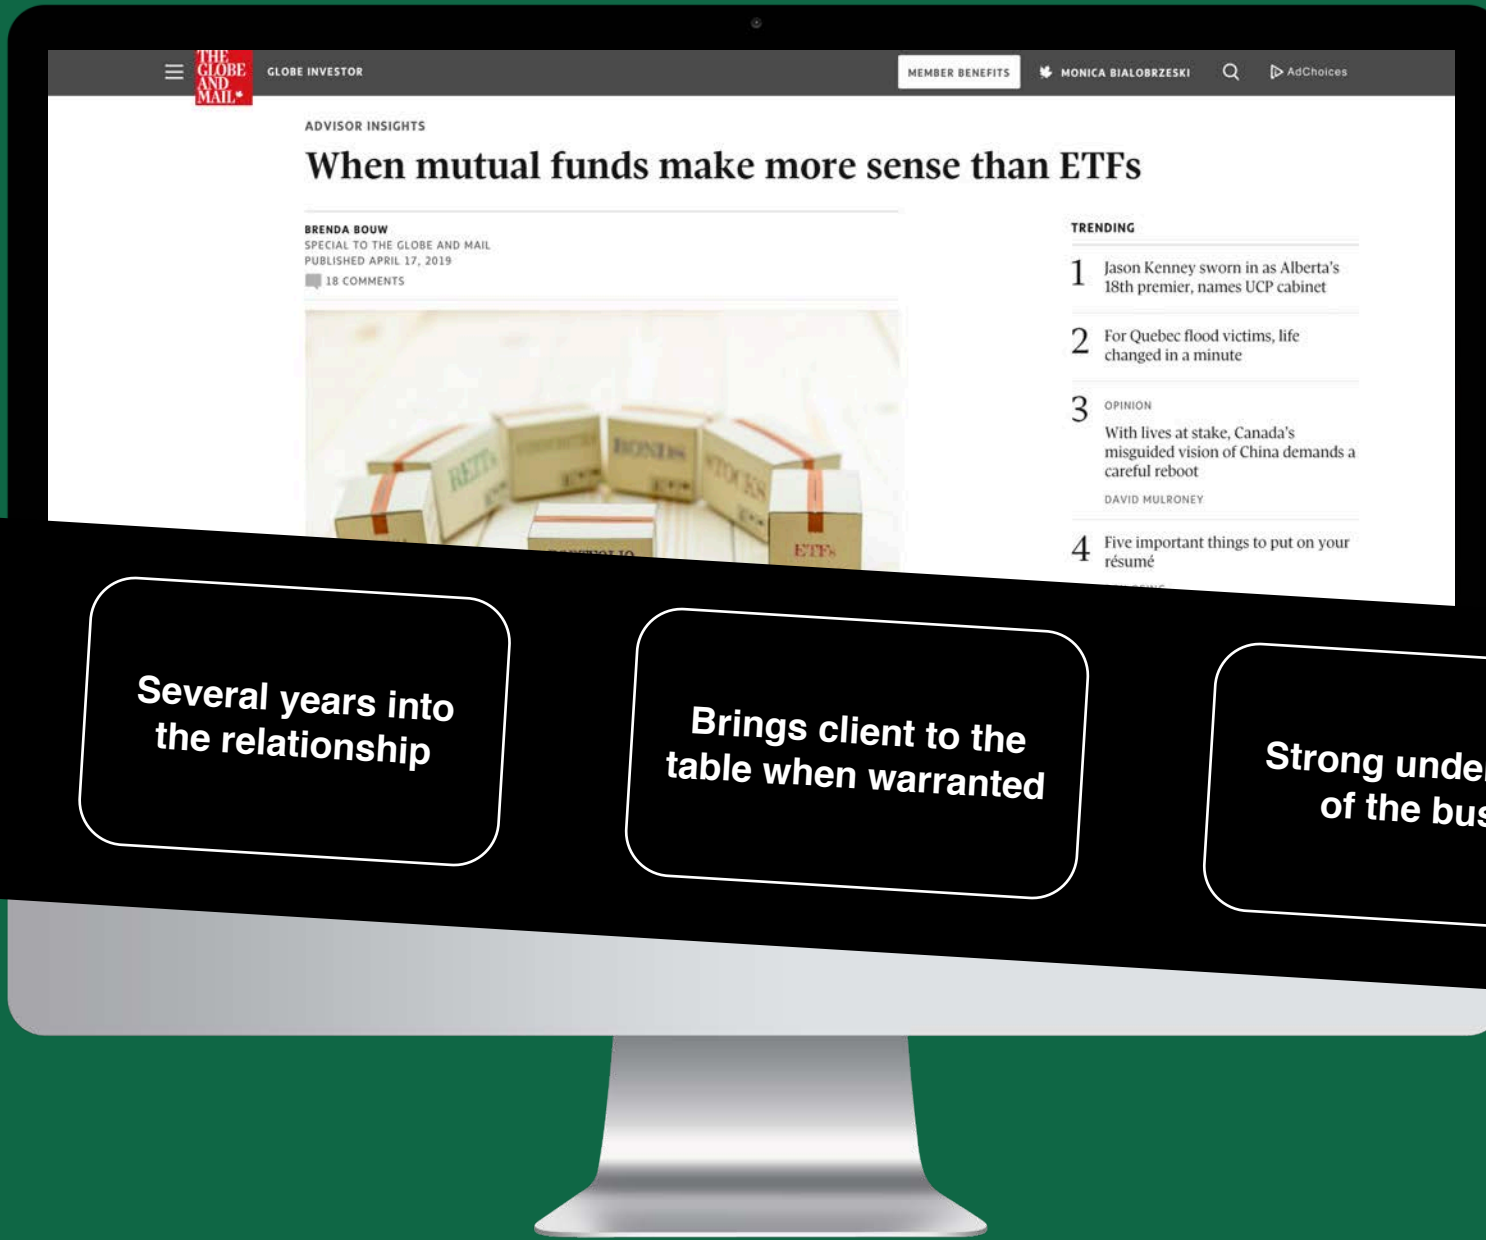 THE
GLOBE
AND
MAIL
GLOBE INVESTOR
MEMBER BENEFITS
MONICA BIALOBRZESKI
AdChoices
ADVISOR INSIGHTS
When mutual funds make more sense than ETFs
BRENDA BOUW
SPECIAL TO THE GLOBE AND MAIL
PUBLISHED APRIL 17, 2019
18 COMMENTS
REITs
BONDS
STOCKS
ETFs
TRENDING
1 Jason Kenney sworn in as Alberta's
18th premier, names UCP cabinet
2 For Quebec flood victims, life
changed in a minute
3 OPINION
With lives at stake, Canada's
misguided vision of China demands a
careful reboot
DAVID MULRONEY
4 Five important things to put on your
résumé
Several years into
the relationship
Brings client to the
table when warranted
Strong
of the